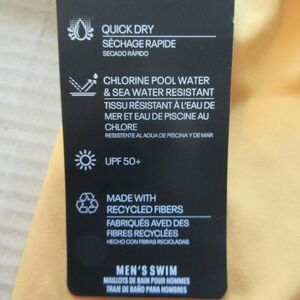 QUICK DRY
SÉCHAGE RAPIDE
SECADO RÁPIDO
CHLORINE POOL WATER
& SEA WATER RESISTANT
TISSU RÉSISTANT À L'EAU DE
MER ET EAU DE PISCINE AU
CHLORE
RESISTENTE AL AGUA DE PISCINA Y DE MAR
UPF 50+
MADE WITH
RECYCLED FIBERS
FABRIQUÉS AVED DES
FIBRES RECYCLÉES
HECHO CON FIBRAS RECICLADAS
MEN'S SWIM
MAILLOTS DE BAIN POUR HOMMES
TRAJE DE BAÑO PARA HOMBRES